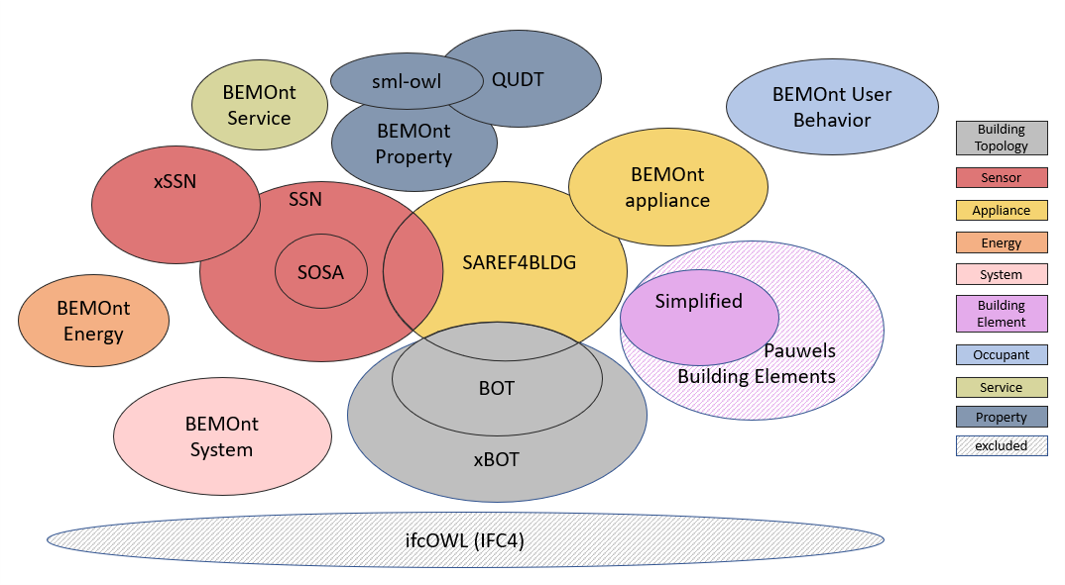 QUDT
sml-owl
BEMOnt
Service
BEMOnt User
Behavior
BEMOnt
Property
Building
Topology
BEMOnt
appliance
xSSN
SSN
Sensor
Appliance
SOSA
SAREF4BLDG
Energy
System
BEMOnt
Energy
Simplified
Building
Element
Pauwels
Building Elements
Occupant
BOT
Service
BEMOnt
System
Property
xBOT
excluded
ifcOWL (IFC4)